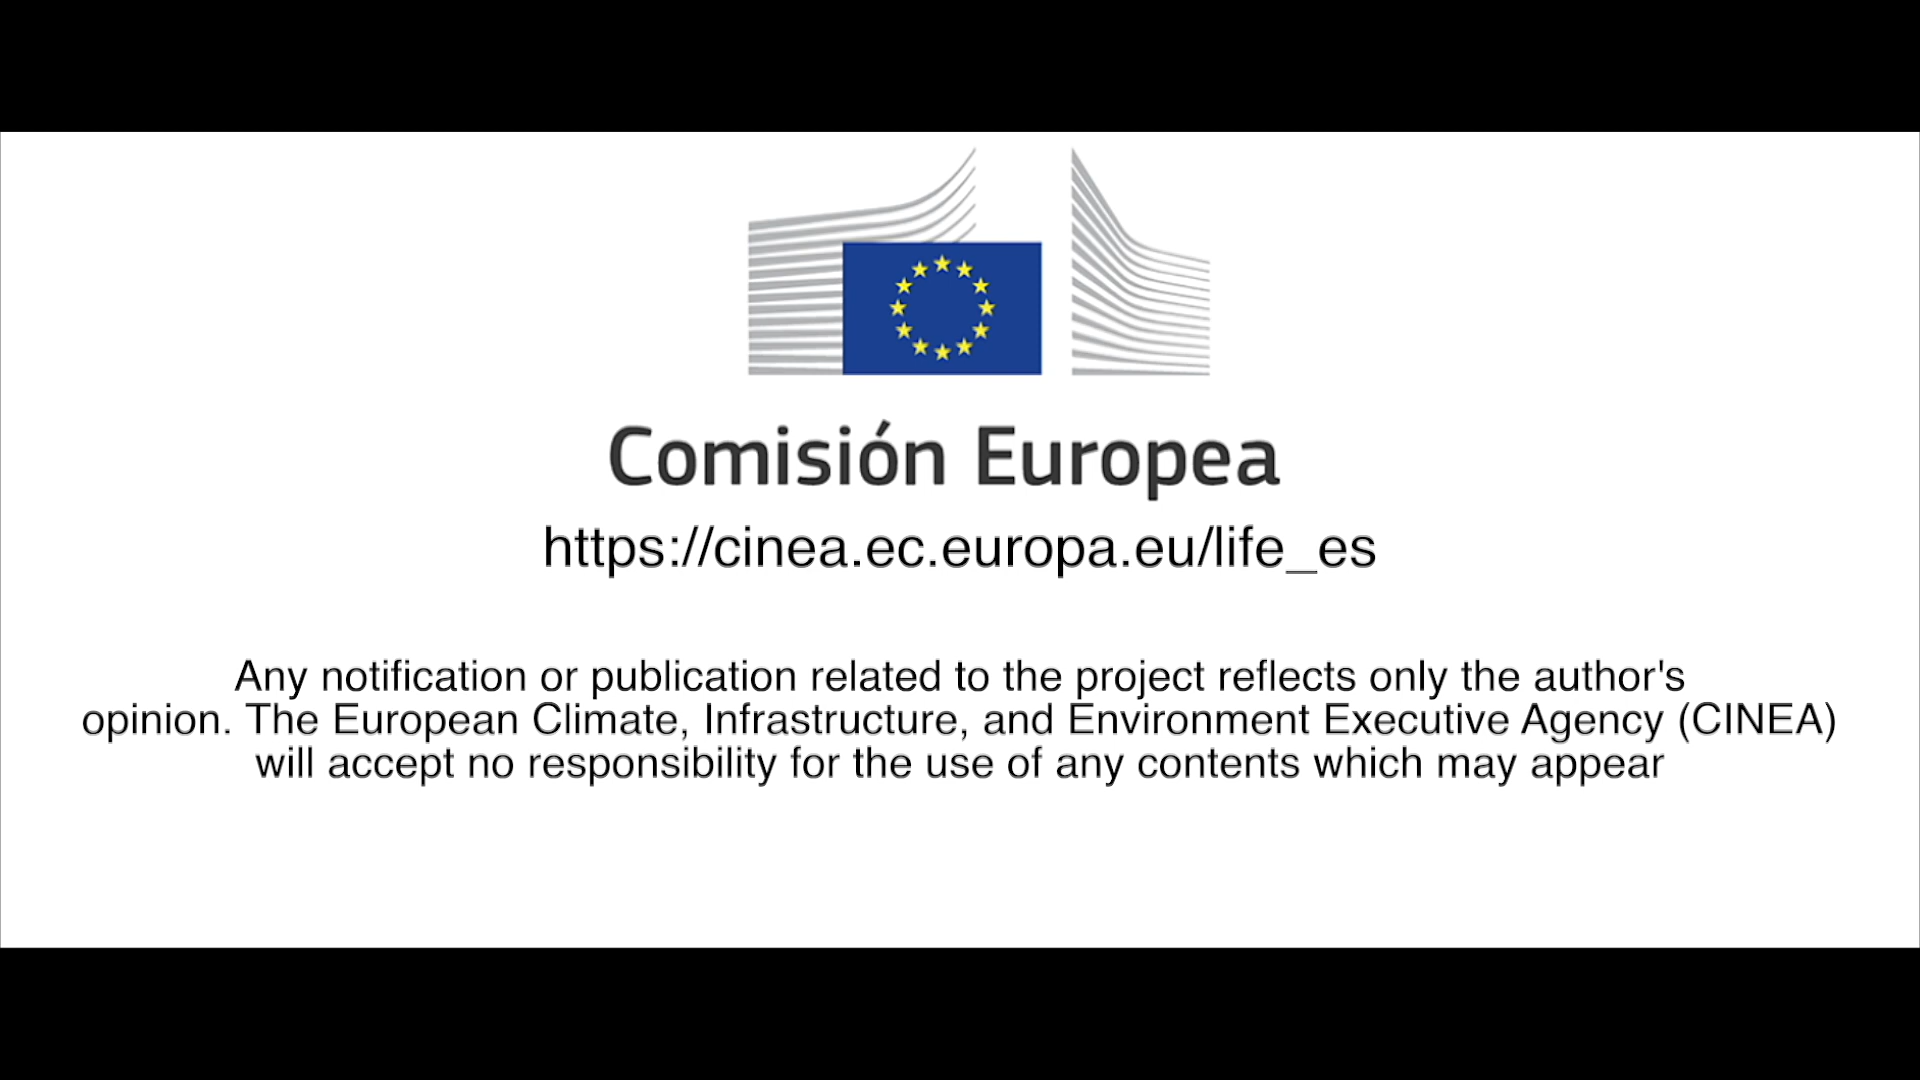 Comisión Europea
https://cinea.ec.europa.eu/life_es
Any notification or publication related to the project reflects only the author's
opinion. The European Climate, Infrastructure, and Environment Executive Agency (CINEA)
will accept no responsibility for the use of any contents which may appear